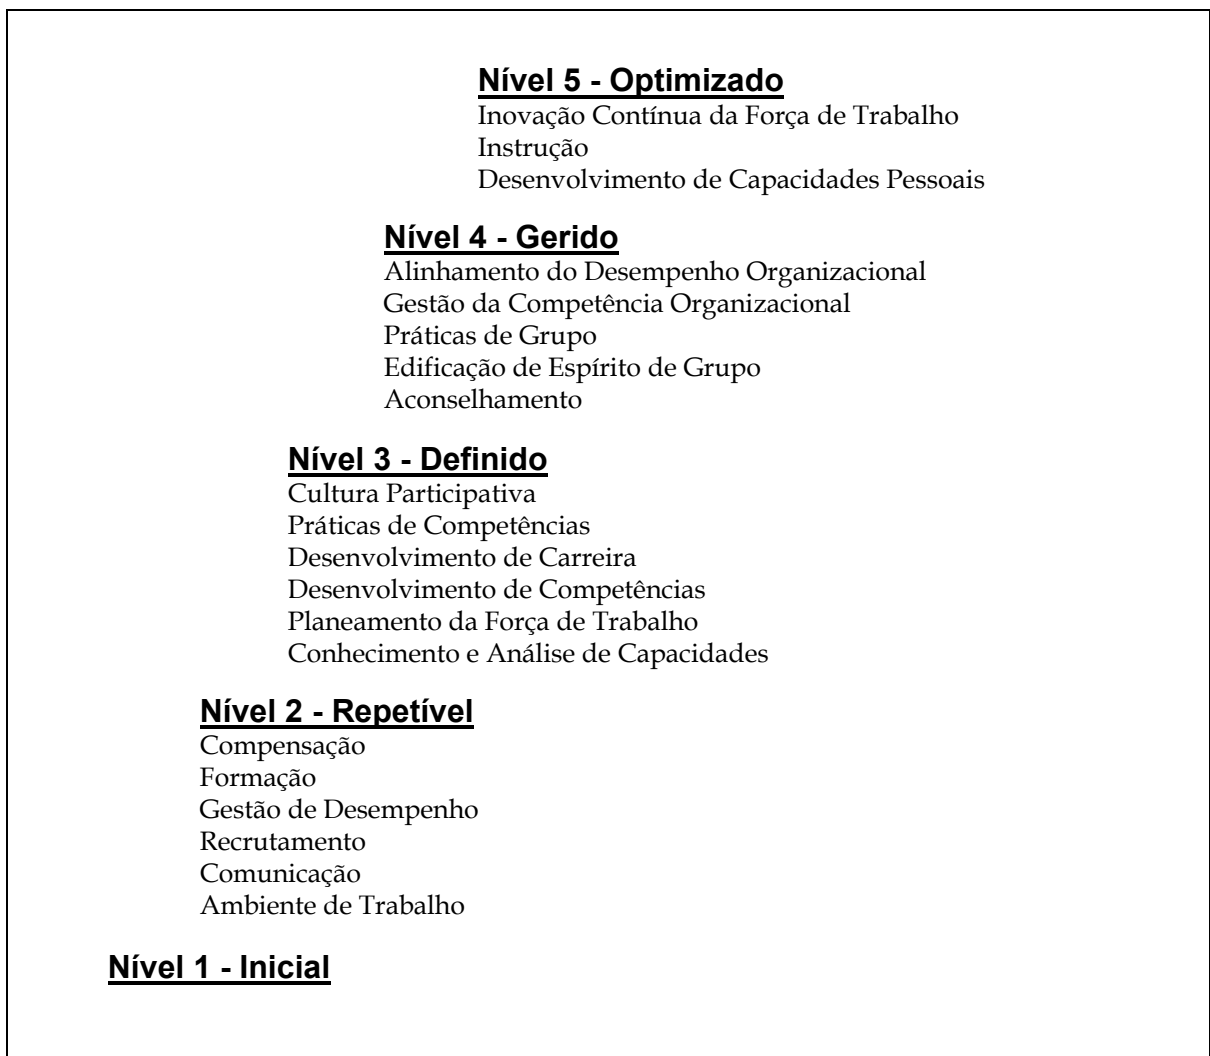 Nível 5 - Optimizado
Inovação Contínua da Força de Trabalho
Instrução
Desenvolvimento de Capacidades Pessoais
Nível 4 - Gerido
Alinhamento do Desempenho Organizacional
Gestão da Competência Organizacional
Práticas de Grupo
Edificação de Espírito de Grupo
Aconselhamento
Nível 3 - Definido
Cultura Participativa
Práticas de Competências
Desenvolvimento de Carreira
Desenvolvimento de Competências
Planeamento da Força de Trabalho
Conhecimento e Análise de Capacidades
Nível 2 - Repetível
Compensação
Formação
Gestão de Desempenho
Recrutamento
Comunicação
Ambiente de Trabalho
Nível 1 - Inicial